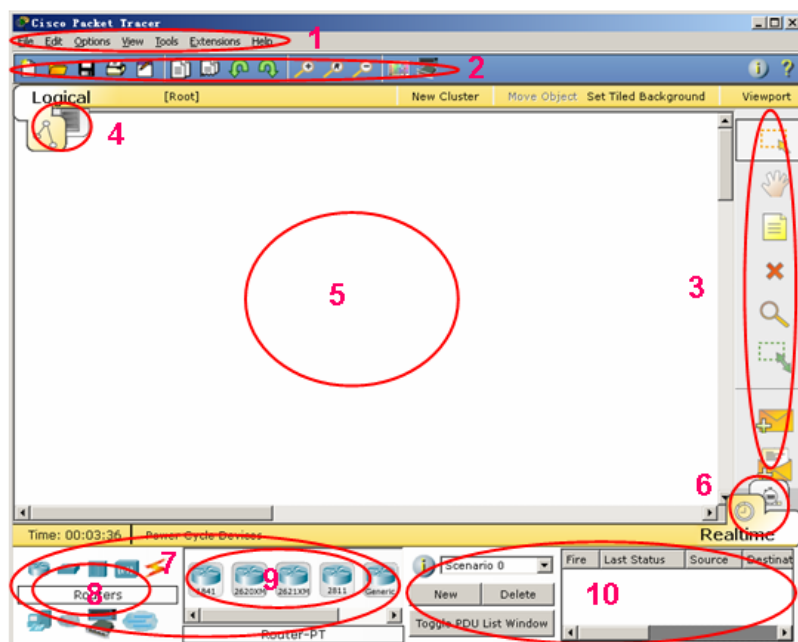 Cisco Packet Tracer
File Edit Options View Tools Extensions Help 1
2
Logical [Root] New Cluster Move Object Set Tiled Background Viewport
4
5
3
6
Time: 00:03:36 Power Cycle Devices Realtime
7
8
Routers
9
1841 2620XM 2621XM 2811 Generic
Router-PT
Scenario 0
New Delete
Toggle PDU List Window
Fire Last Status Source Destinat
10